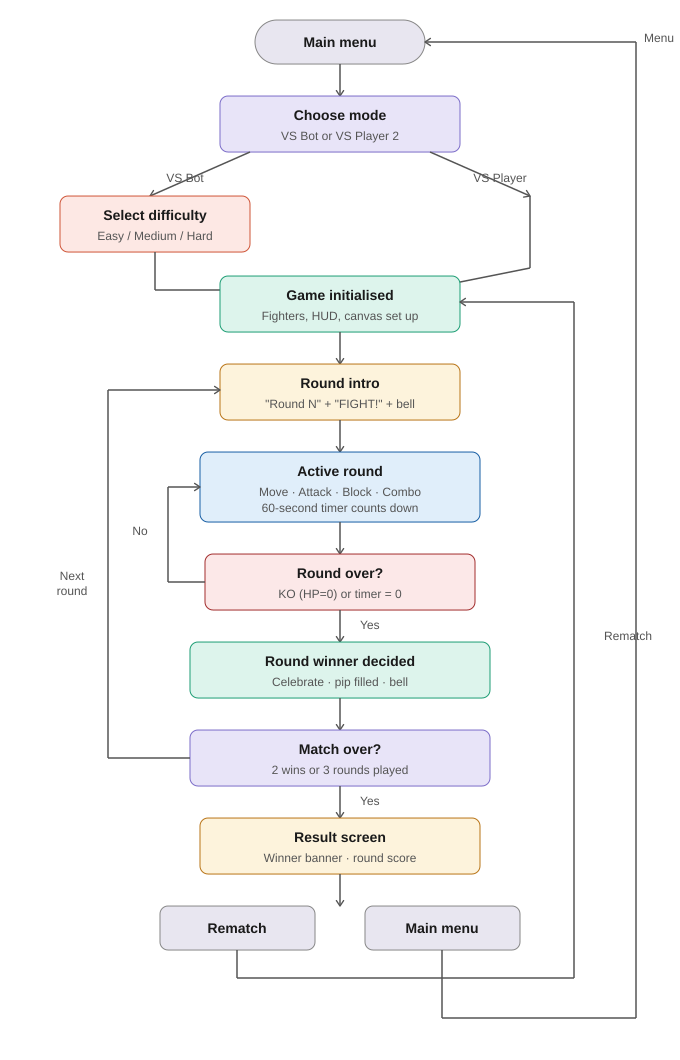 Main menu
Menu
Choose mode
VS Bot or VS Player 2
VS Bot
VS Player
Select difficulty
Easy / Medium / Hard
Game initialised
Fighters, HUD, canvas set up
Round intro
"Round N" + "FIGHT!" + bell
Active round
Move · Attack · Block · Combo
60-second timer counts down
No
Round over?
KO (HP=0) or timer = 0
Next
round
Yes
Rematch
Round winner decided
Celebrate · pip filled · bell
Match over?
2 wins or 3 rounds played
Yes
Result screen
Winner banner · round score
Rematch
Main menu